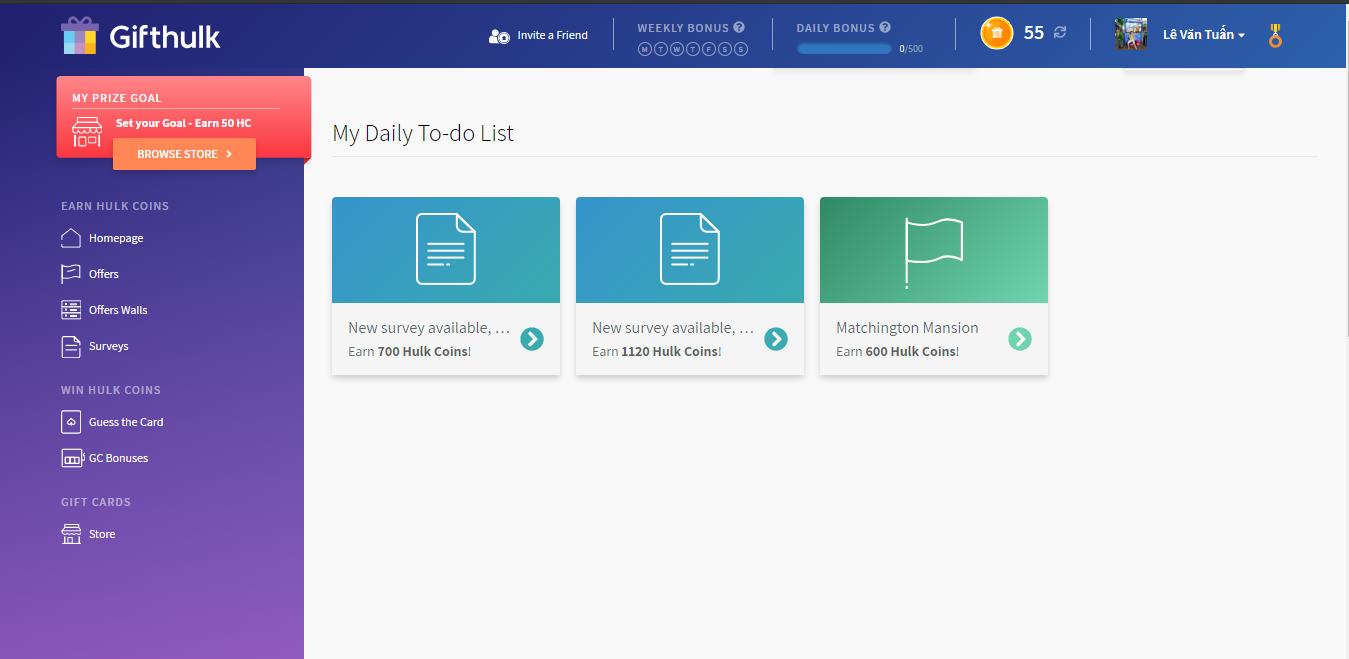 Gifthulk
Invite a Friend
WEEKLY BONUS ?
M T W T F S S
DAILY BONUS ?
0/500
55
Lê Văn Tuấn
MY PRIZE GOAL
Set your Goal - Earn 50 HC
BROWSE STORE
EARN HULK COINS
Homepage
Offers
Offers Walls
Surveys
WIN HULK COINS
Guess the Card
GC Bonuses
GIFT CARDS
Store
My Daily To-do List
New survey available, ...
Earn 700 Hulk Coins!
New survey available, ...
Earn 1120 Hulk Coins!
Matchington Mansion
Earn 600 Hulk Coins!